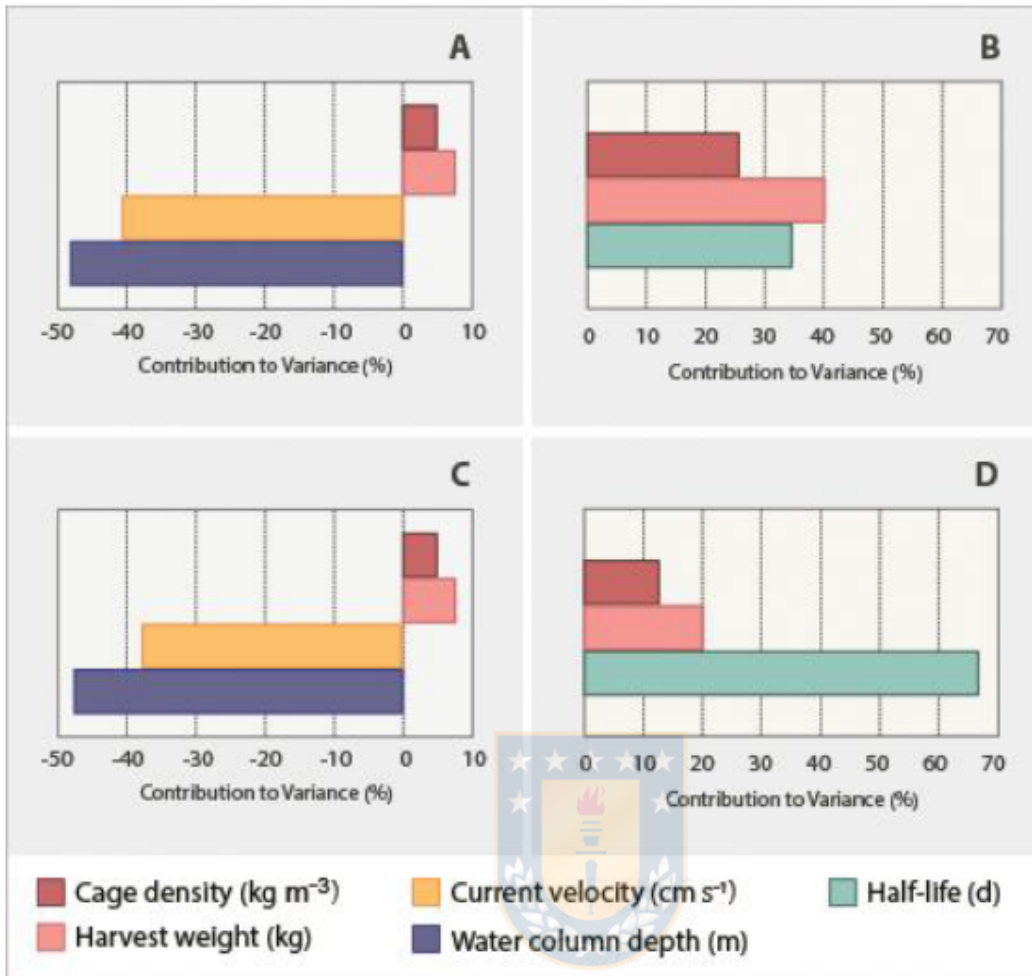 A
-50 -40 -30 -20 -10 0 10
Contribution to Variance (%)
B
0 10 20 30 40 50 60 70
Contribution to Variance (%)
C
-50 -40 -30 -20 -10 0 10
Contribution to Variance (%)
D
0 10 20 30 40 50 60 70
Contribution to Variance (%)
Cage density (kg m⁻³)
Current velocity (cm s⁻¹)
Half-life (d)
Harvest weight (kg)
Water column depth (m)